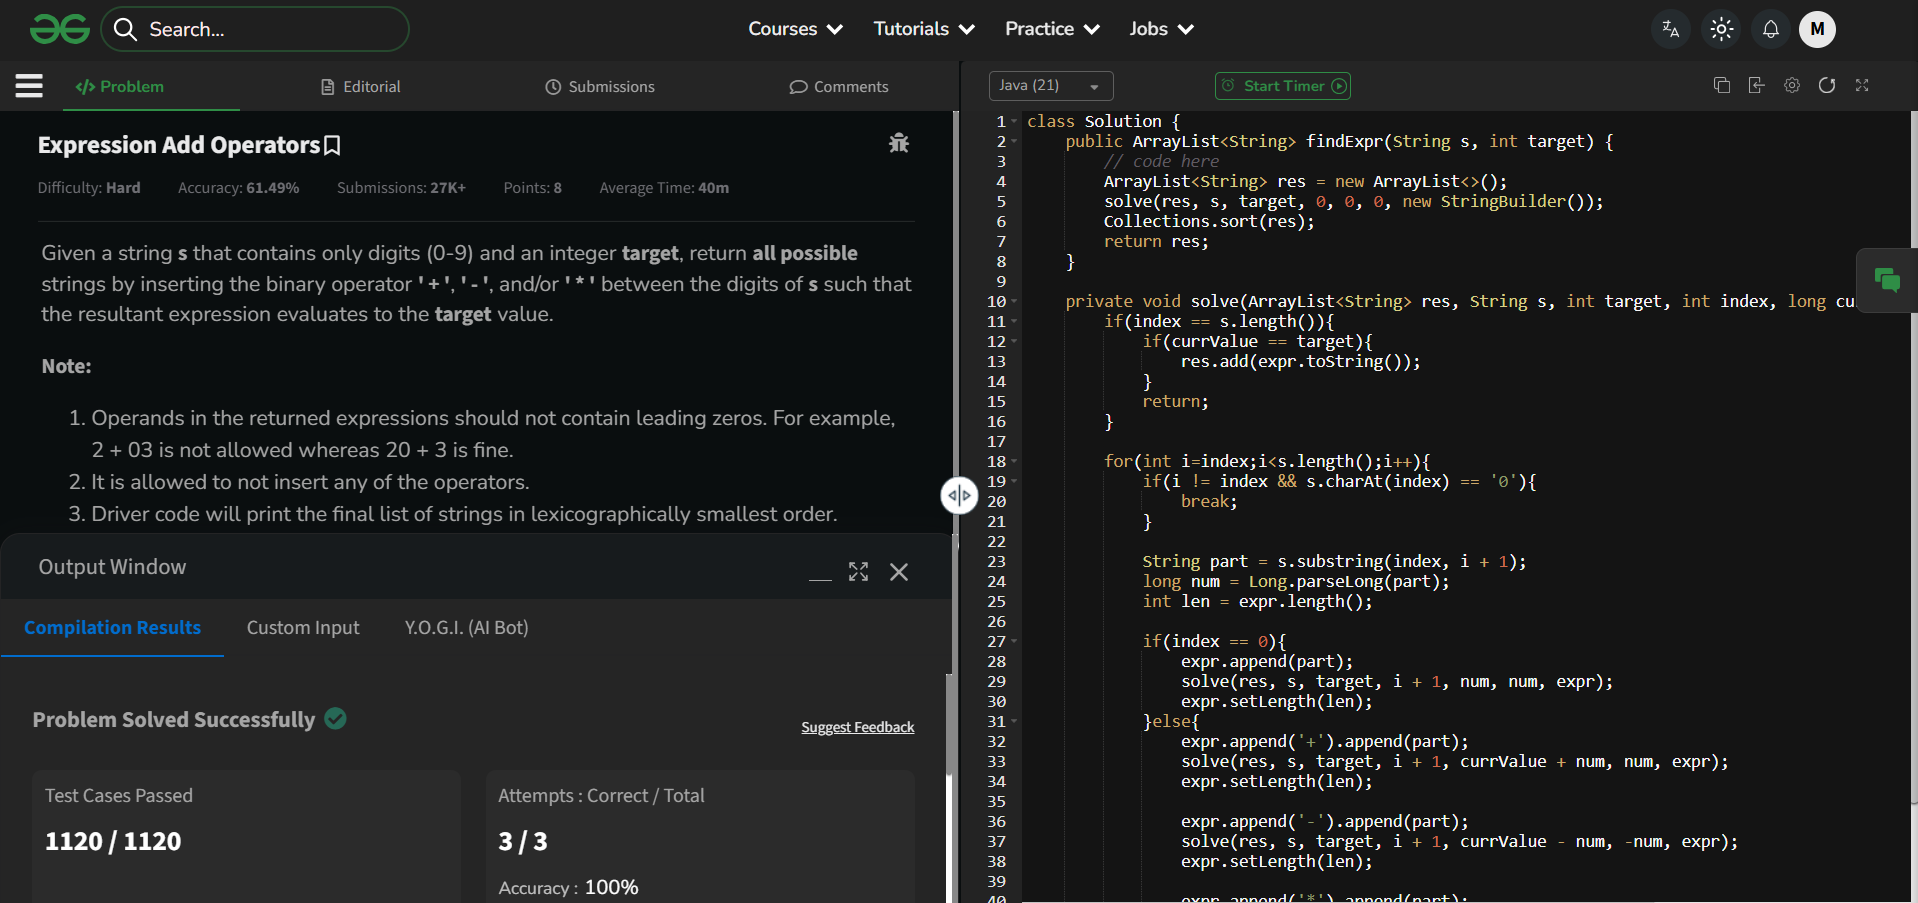 Search...
Courses
Tutorials
Practice
Jobs
M
</> Problem
Editorial
Submissions
Comments
Expression Add Operators
Difficulty: Hard
Accuracy: 61.49%
Submissions: 27K+
Points: 8
Average Time: 40m
Given a string s that contains only digits (0-9) and an integer target, return all possible
strings by inserting the binary operator ' + ', ' - ', and/or ' * ' between the digits of s such that
the resultant expression evaluates to the target value.
Note:
1. Operands in the returned expressions should not contain leading zeros. For example,
2 + 03 is not allowed whereas 20 + 3 is fine.
2. It is allowed to not insert any of the operators.
3. Driver code will print the final list of strings in lexicographically smallest order.
Output Window
Compilation Results
Custom Input
Y.O.G.I. (AI Bot)
Problem Solved Successfully
Suggest Feedback
Test Cases Passed
1120 / 1120
Attempts : Correct / Total
3 / 3
Accuracy : 100%
Java (21)
Start Timer
1 class Solution {
2 public ArrayList<String> findExpr(String s, int target) {
3 // code here
4 ArrayList<String> res = new ArrayList<>();
5 solve(res, s, target, 0, 0, 0, new StringBuilder());
6 Collections.sort(res);
7 return res;
8 }
9
10 private void solve(ArrayList<String> res, String s, int target, int index, long cu
11 if(index == s.length()){
12 if(currValue == target){
13 res.add(expr.toString());
14 }
15 return;
16 }
17
18 for(int i=index;i<s.length();i++){
19 if(i != index && s.charAt(index) == '0'){
20 break;
21 }
22
23 String part = s.substring(index, i + 1);
24 long num = Long.parseLong(part);
25 int len = expr.length();
26
27 if(index == 0){
28 expr.append(part);
29 solve(res, s, target, i + 1, num, num, expr);
30 expr.setLength(len);
31 }else{
32 expr.append('+').append(part);
33 solve(res, s, target, i + 1, currValue + num, num, expr);
34 expr.setLength(len);
35
36 expr.append('-').append(part);
37 solve(res, s, target, i + 1, currValue - num, -num, expr);
38 expr.setLength(len);
39
40 expr.append('*').append(part);